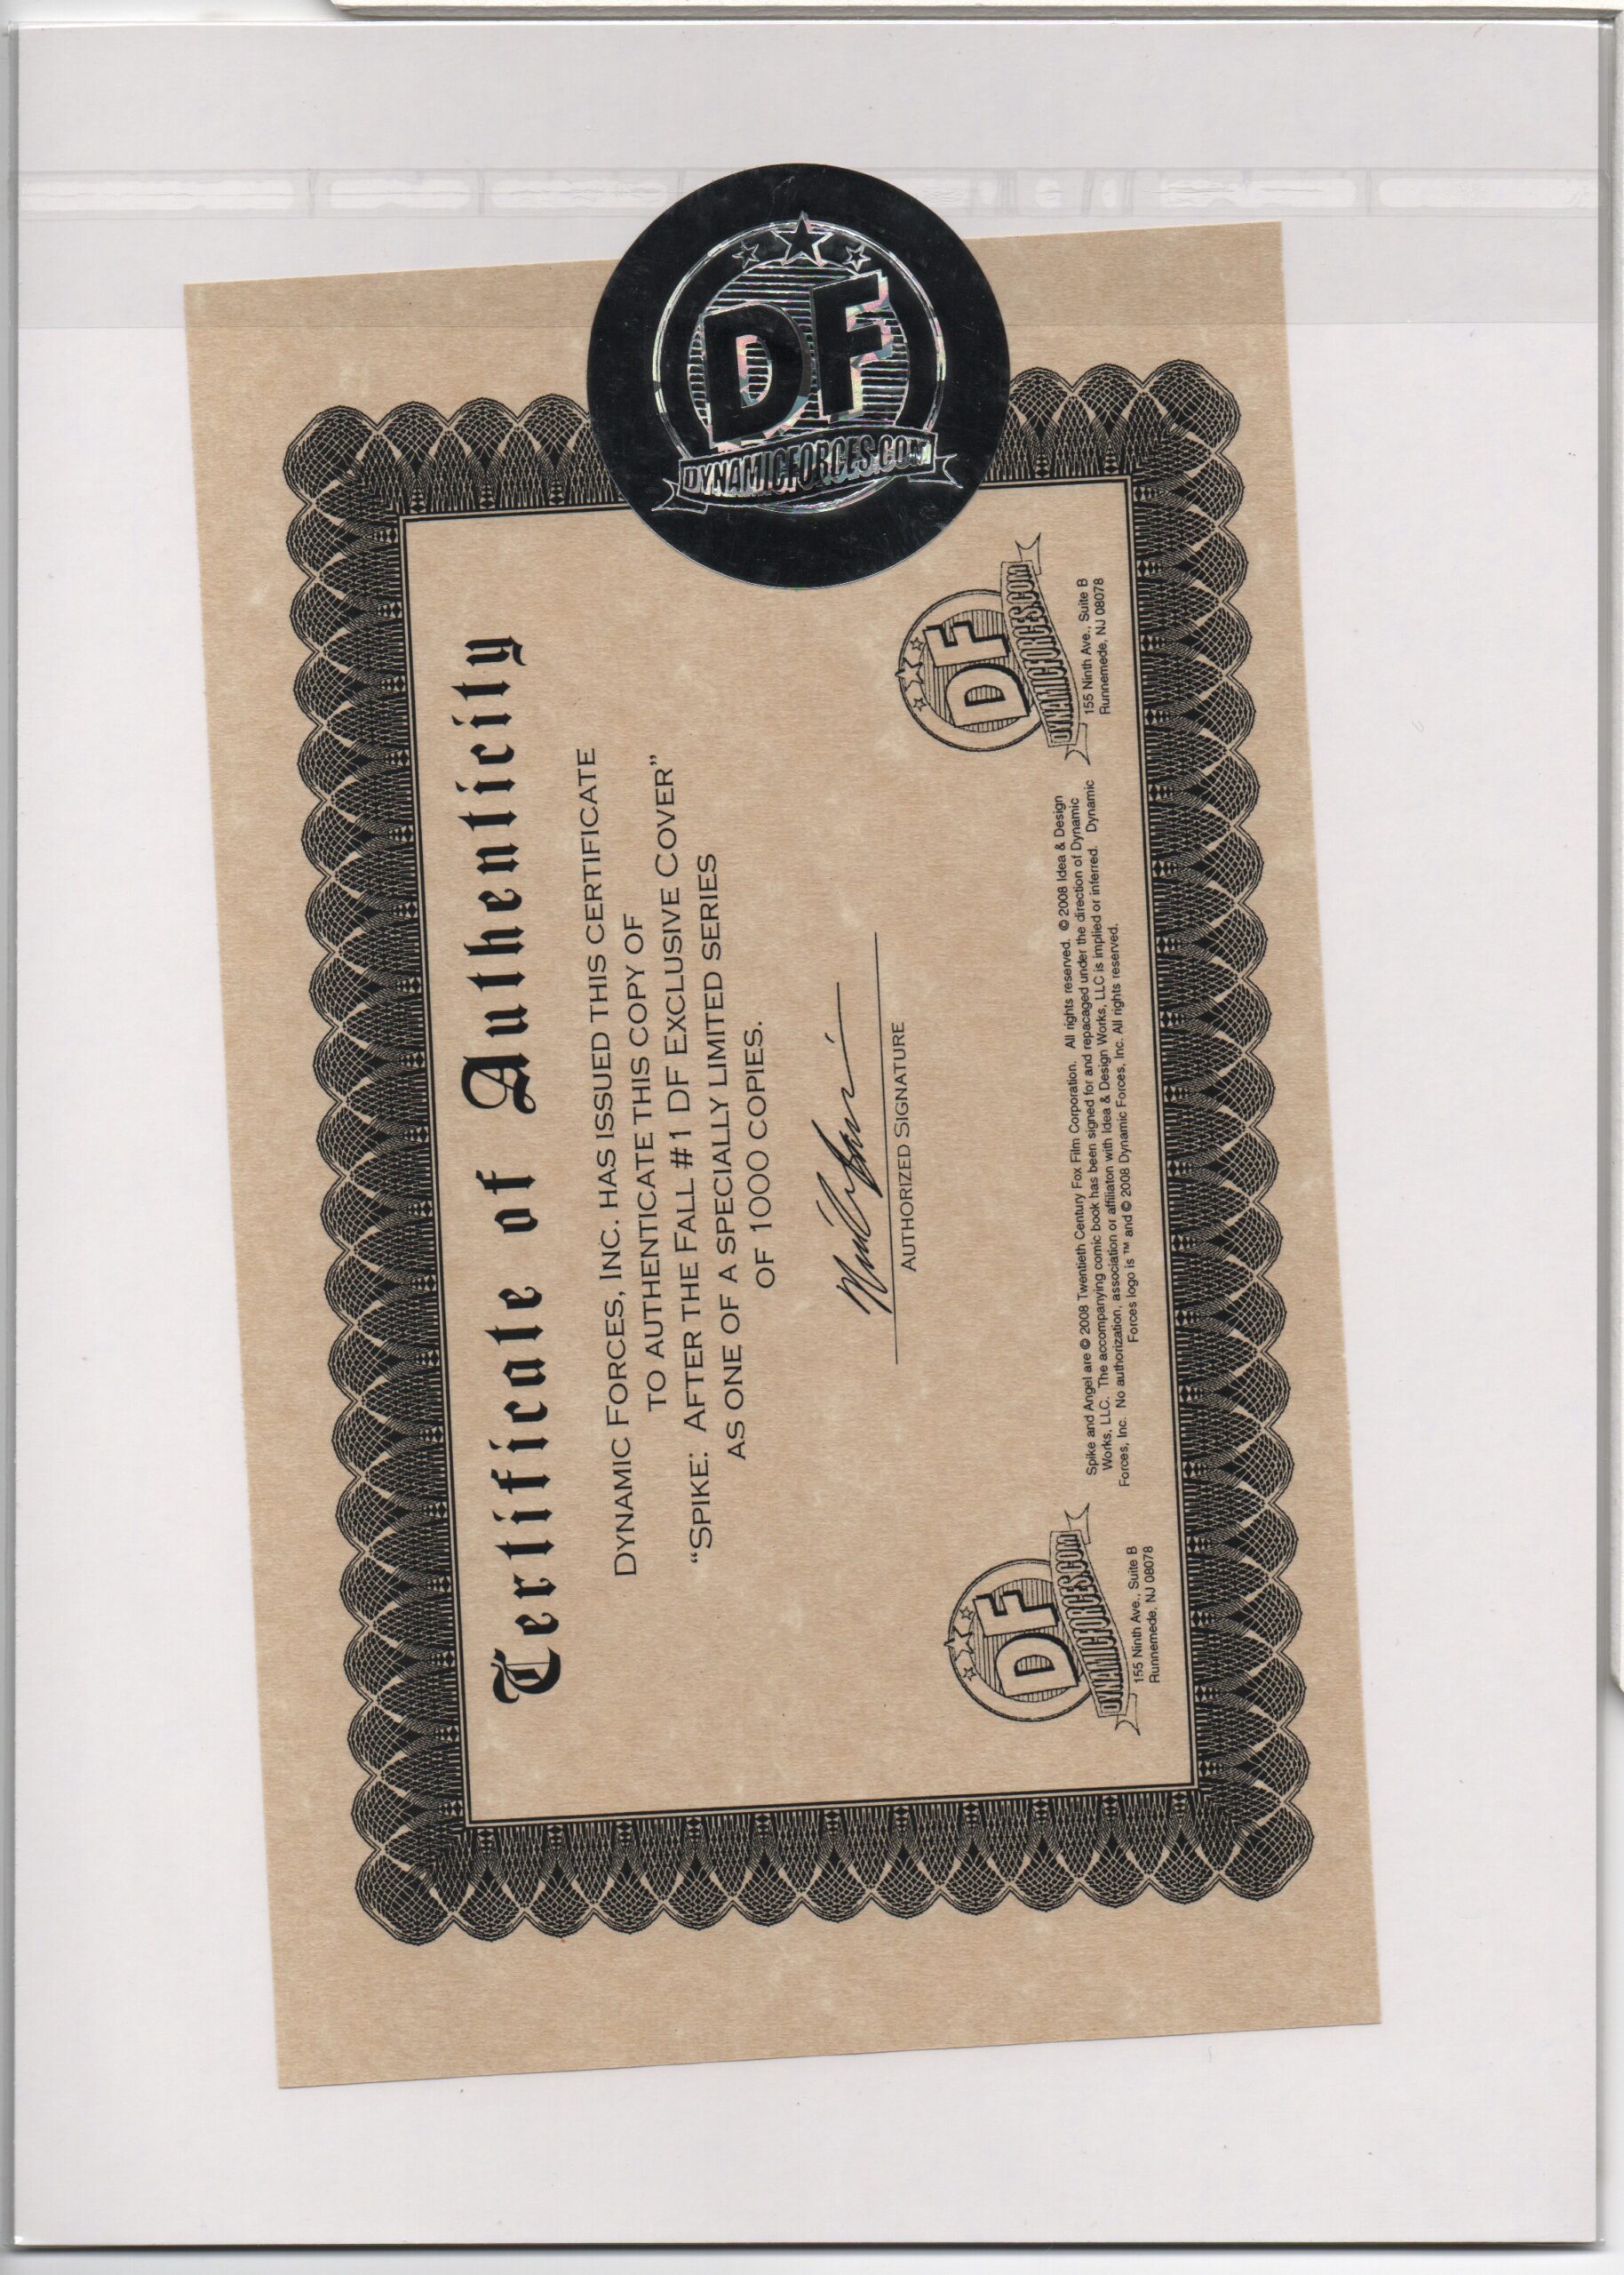 DF
DYNAMICFORCES.COM
Certificate of Authenticity
DYNAMIC FORCES, INC. HAS ISSUED THIS CERTIFICATE
TO AUTHENTICATE THIS COPY OF
“SPIKE: AFTER THE FALL #1 DF EXCLUSIVE COVER”
AS ONE OF A SPECIALLY LIMITED SERIES
OF 1000 COPIES.
AUTHORIZED SIGNATURE
DF
DYNAMICFORCES.COM
155 Ninth Ave., Suite B
Runnemede, NJ 08078
Spike and Angel are © 2008 Twentieth Century Fox Film Corporation. All rights reserved. © 2008 Idea & Design
Works, LLC. The accompanying comic book has been signed for and repacaged under the direction of Dynamic
Forces, Inc. No authorization, association or affiliaton with Idea & Design Works, LLC is implied or inferred. Dynamic
Forces logo is ™ and © 2008 Dynamic Forces, Inc. All rights reserved.
DF
DYNAMICFORCES.COM
155 Ninth Ave., Suite B
Runnemede, NJ 08078